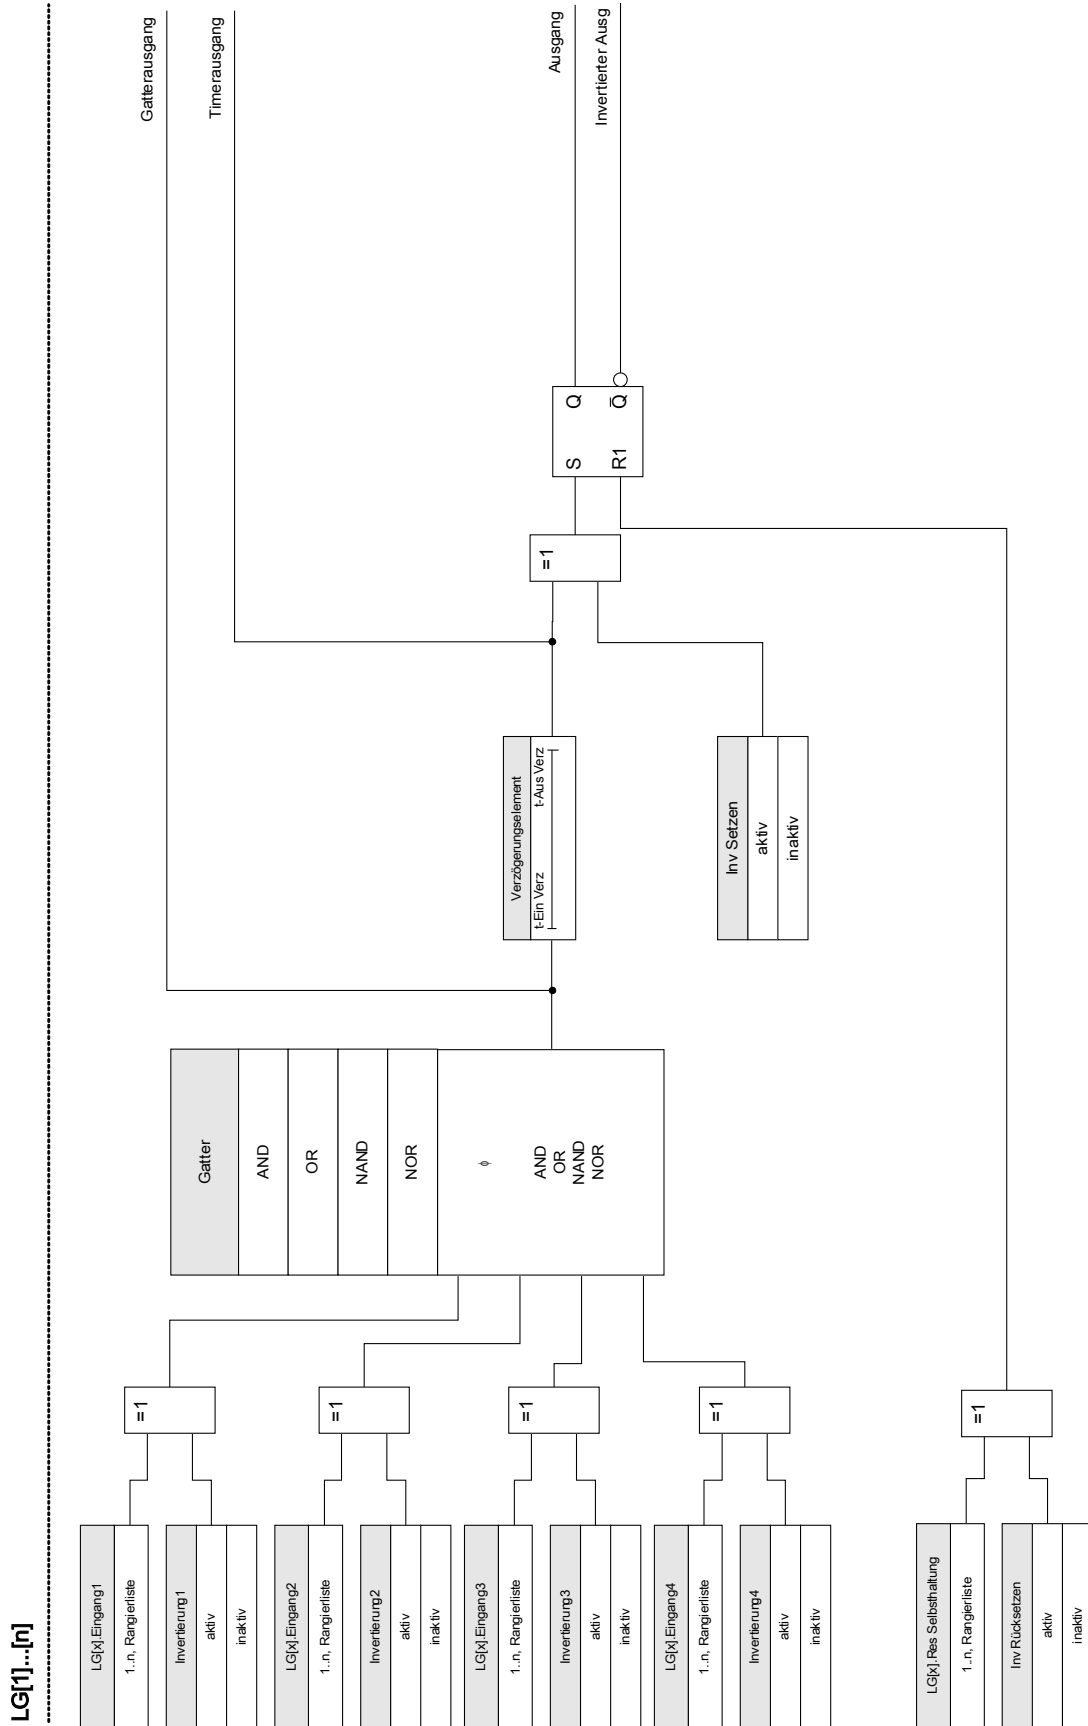 LG[1]...[n]
LG[x].Eingang1
1..n, Rangierliste
Invertierung1
aktiv
inaktiv
LG[x].Eingang2
1..n, Rangierliste
Invertierung2
aktiv
inaktiv
LG[x].Eingang3
1..n, Rangierliste
Invertierung3
aktiv
inaktiv
LG[x].Eingang4
1..n, Rangierliste
Invertierung4
aktiv
inaktiv
LG[x].Res Selbsthaltung
1..n, Rangierliste
Inv Rücksetzen
aktiv
inaktiv
=1
=1
=1
=1
=1
Gatter
AND
OR
NAND
NOR
ϕ
AND
OR
NAND
NOR
Verzögerungselement
t-Ein Verz
t-Aus Verz
Inv Setzen
aktiv
inaktiv
=1
S
Q
R1
Q̅
Gatterausgang
Timerausgang
Ausgang
Invertierter Ausg